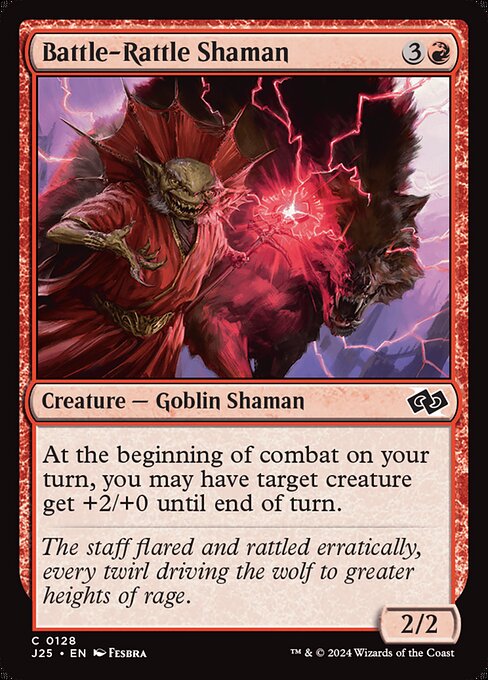 Battle-Rattle Shaman 3
Creature — Goblin Shaman
At the beginning of combat on your
turn, you may have target creature
get +2/+0 until end of turn.
The staff flared and rattled erratically,
every twirl driving the wolf to greater
heights of rage.
2/2
C 0128
J25 • EN Fesbra
™ & © 2024 Wizards of the Coast